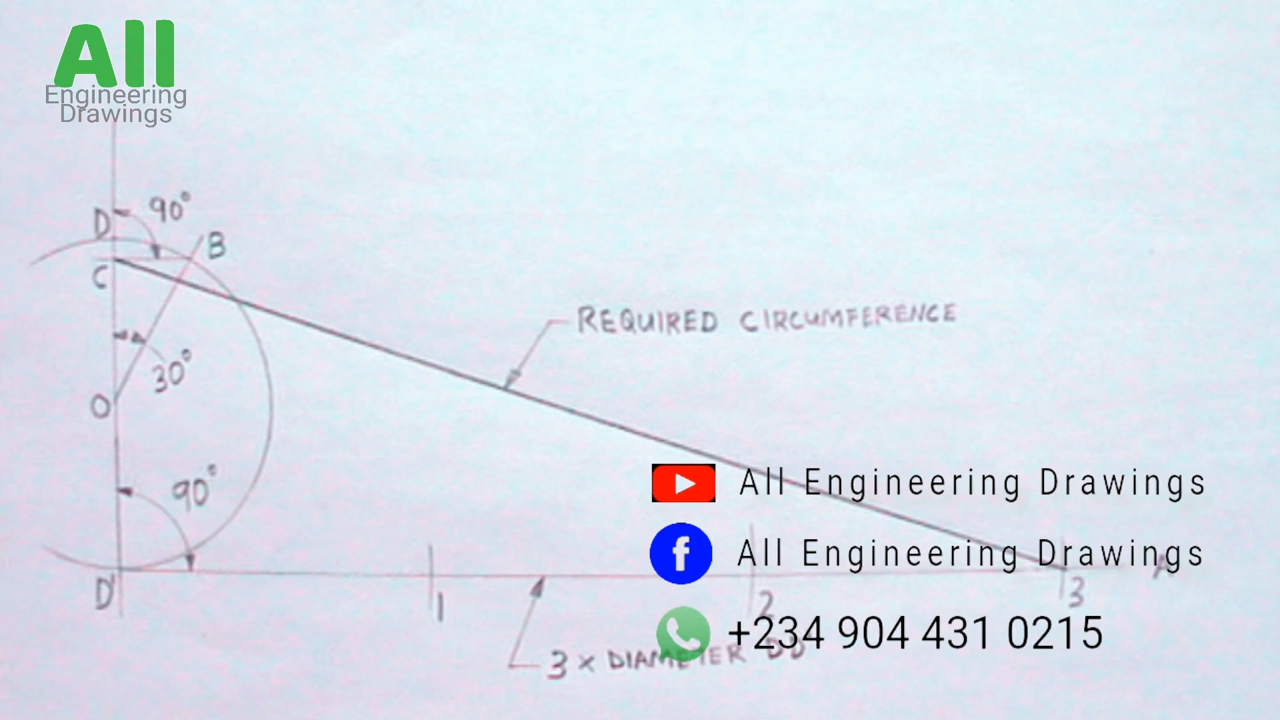 All
Engineering
Drawings
D
90°
B
C
30°
O
REQUIRED CIRCUMFERENCE
90°
All Engineering Drawings
All Engineering Drawings
D'
1
2
3
+234 904 431 0215
3 x DIAMETER DD'